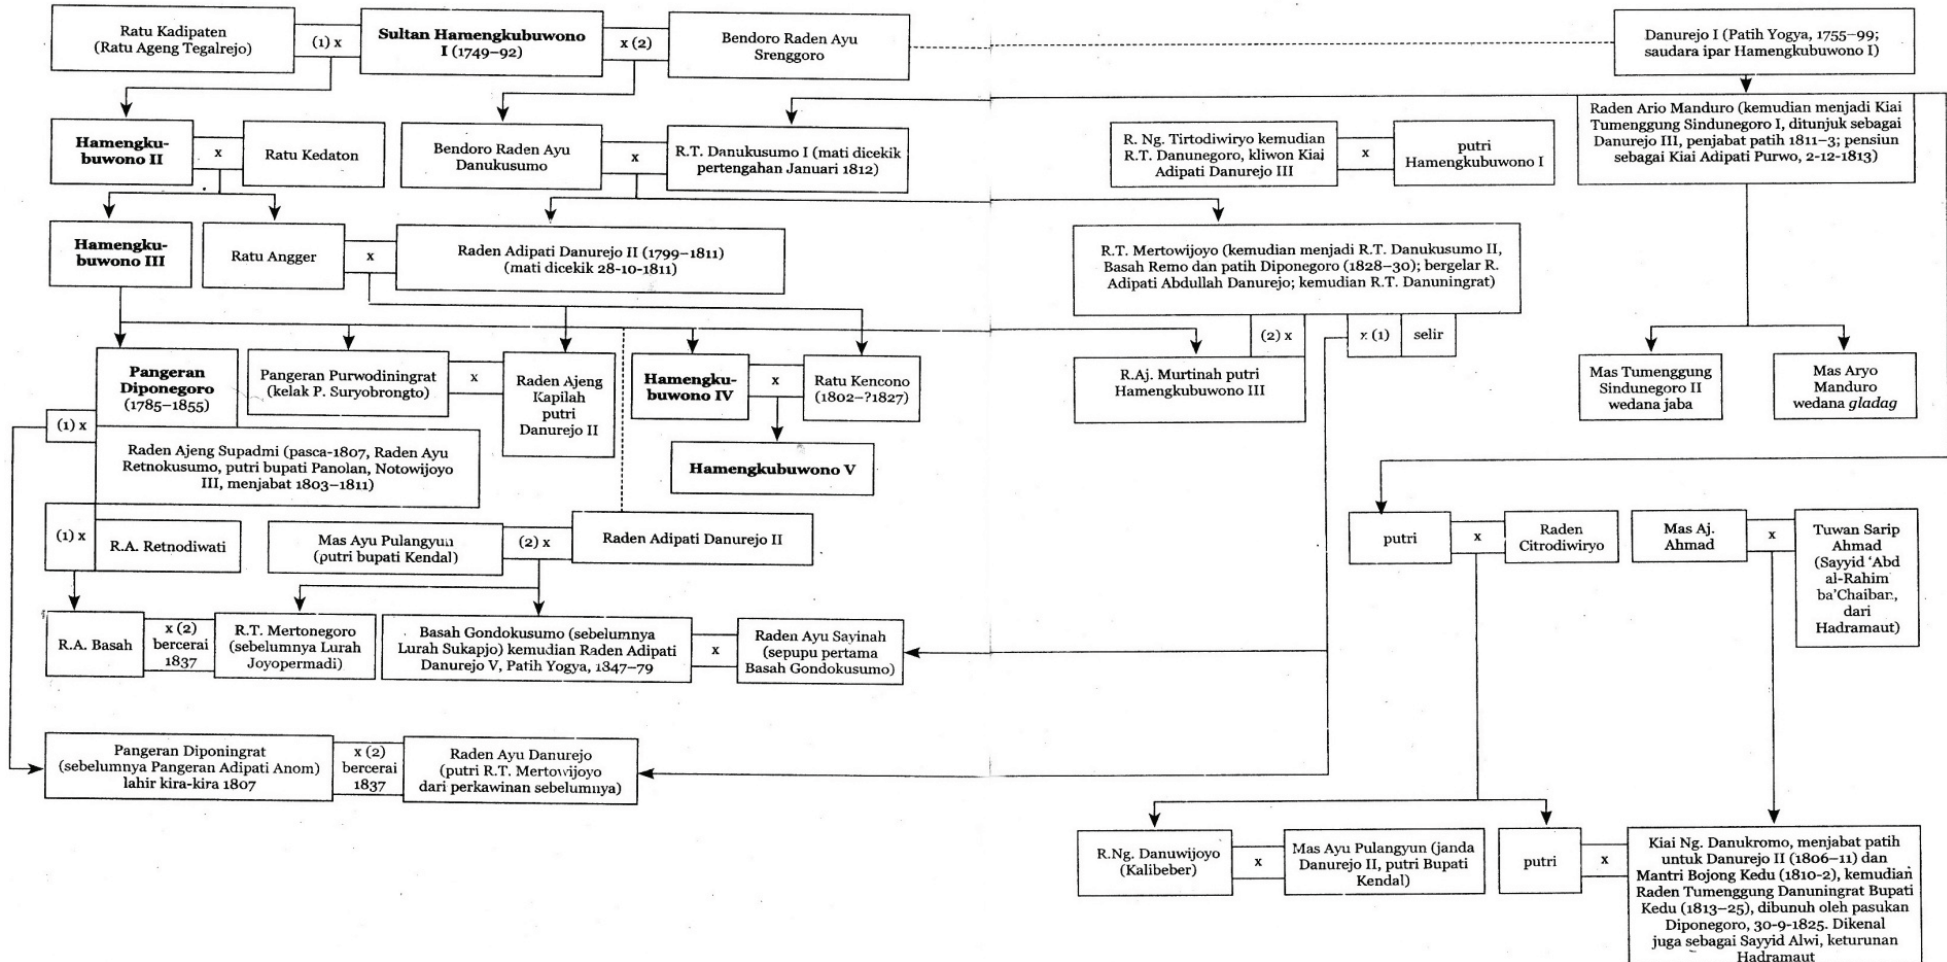 Ratu Kadipaten
(Ratu Ageng Tegalrejo)
(1) x
Sultan Hamengkubuwono
I (1749–92)
x (2)
Bendoro Raden Ayu
Srenggoro
Danurejo I (Patih Yogya, 1755–99;
saudara ipar Hamengkubuwono I)
Hamengku-
buwono II
x
Ratu Kedaton
Bendoro Raden Ayu
Danukusumo
x
R.T. Danukusumo I (mati dicekik
pertengahan Januari 1812)
R. Ng. Tirtodiwiryo kemudian
R.T. Danunegoro, kliwon Kiai
Adipati Danurejo III
x
putri
Hamengkubuwono I
Raden Ario Manduro (kemudian menjadi Kiai
Tumenggung Sindunegoro I, ditunjuk sebagai
Danurejo III, penjabat patih 1811–3; pensiun
sebagai Kiai Adipati Purwo, 2-12-1813)
Hamengku-
buwono III
Ratu Angger
x
Raden Adipati Danurejo II (1799–1811)
(mati dicekik 28-10-1811)
R.T. Mertowijoyo (kemudian menjadi R.T. Danukusumo II,
Basah Remo dan patih Diponegoro (1828–30); bergelar R.
Adipati Abdullah Danurejo; kemudian R.T. Danuningrat)
(2) x
x (1)
selir
Pangeran
Diponegoro
(1785–1855)
Pangeran Purwodiningrat
(kelak P. Suryobrongto)
x
Raden Ajeng
Kapilah
putri
Danurejo II
Hamengku-
buwono IV
x
Ratu Kencono
(1802–?1827)
R.Aj. Murtinah putri
Hamengkubuwono III
Mas Tumenggung
Sindunegoro II
wedana jaba
Mas Aryo
Manduro
wedana gladag
(1) x
Raden Ajeng Supadmi (pasca-1807, Raden Ayu
Retnokusumo, putri bupati Panolan, Notowijoyo
III, menjabat 1803–1811)
Hamengkubuwono V
(1) x
R.A. Retnodiwati
Mas Ayu Pulangyun
(putri bupati Kendal)
(2) x
Raden Adipati Danurejo II
putri
x
Raden
Citrodiwiryo
Mas Aj.
Ahmad
x
Tuwan Sarip
Ahmad
(Sayyid ‘Abd
al-Rahim
ba’Chaiban,
dari
Hadramaut)
R.A. Basah
x (2)
bercerai
1837
R.T. Mertonegoro
(sebelumnya Lurah
Joyopermadi)
Basah Gondokusumo (sebelumnya
Lurah Sukapjo) kemudian Raden Adipati
Danurejo V, Patih Yogya, 1847–79
x
Raden Ayu Sayinah
(sepupu pertama
Basah Gondokusumo)
Pangeran Diponingrat
(sebelumnya Pangeran Adipati Anom)
lahir kira-kira 1807
x (2)
bercerai
1837
Raden Ayu Danurejo
(putri R.T. Mertowijoyo
dari perkawinan sebelumnya)
R.Ng. Danuwijoyo
(Kalibeber)
x
Mas Ayu Pulangyun (janda
Danurejo II, putri Bupati
Kendal)
putri
x
Kiai Ng. Danukromo, menjabat patih
untuk Danurejo II (1806–11) dan
Mantri Bojong Kedu (1810-2), kemudian
Raden Tumenggung Danuningrat Bupati
Kedu (1813–25), dibunuh oleh pasukan
Diponegoro, 30-9-1825. Dikenal
juga sebagai Sayyid Alwi, keturunan
Hadramaut